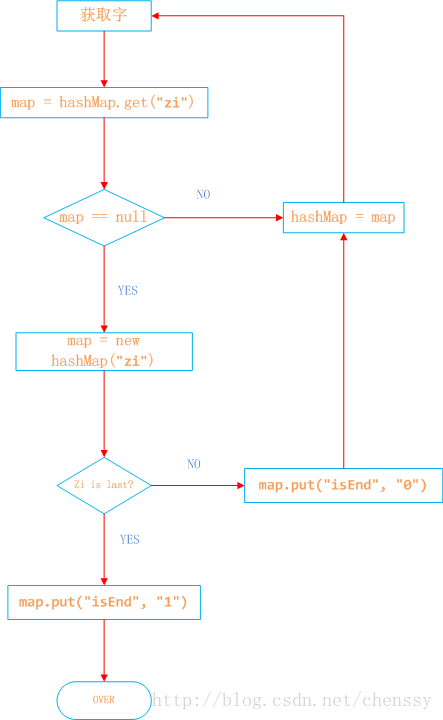 获取字
map = hashMap.get("zi")
map == null
NO
hashMap = map
YES
map = new
hashMap("zi")
Zi is last?
NO
map.put("isEnd", "0")
YES
map.put("isEnd", "1")
OVER
http://blog.csdn.net/chenssy